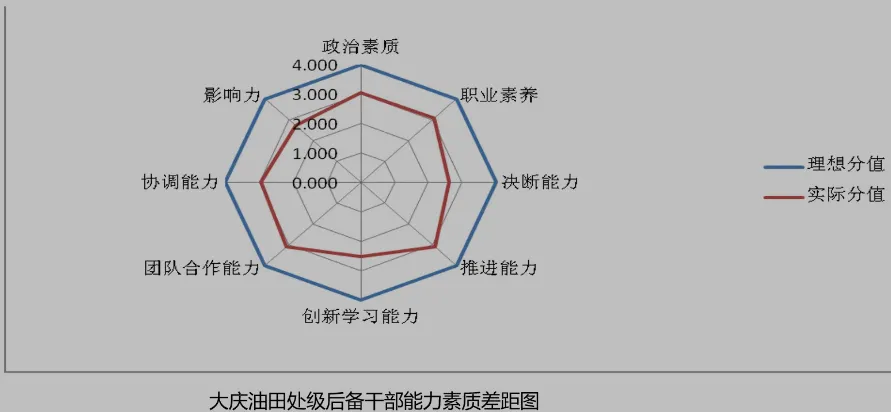 政治素质
4.000
影响力
3.000
职业素养
2.000
1.000
理想分值
协调能力
0.000
决断能力
实际分值
团队合作能力
推进能力
创新学习能力
大庆油田处级后备干部能力素质差距图